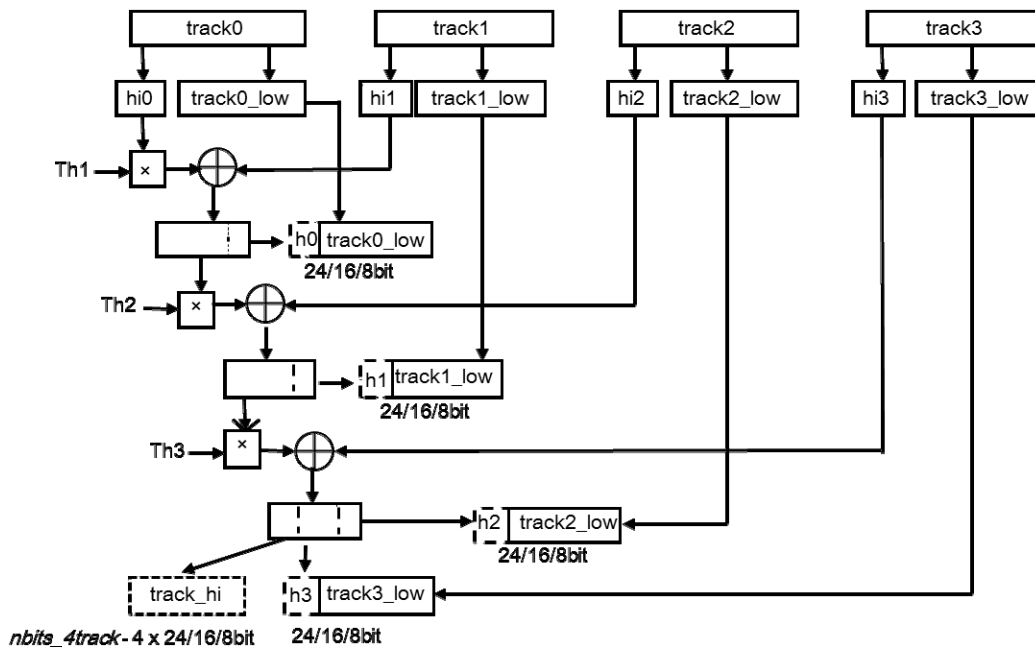 track0 track1 track2 track3
hi0 track0_low hi1 track1_low hi2 track2_low hi3 track3_low
Th1 ×
h0 track0_low
24/16/8bit
Th2 ×
h1 track1_low
24/16/8bit
Th3 ×
h2 track2_low
24/16/8bit
track_hi h3 track3_low
nbits_4track - 4 x 24/16/8bit 24/16/8bit